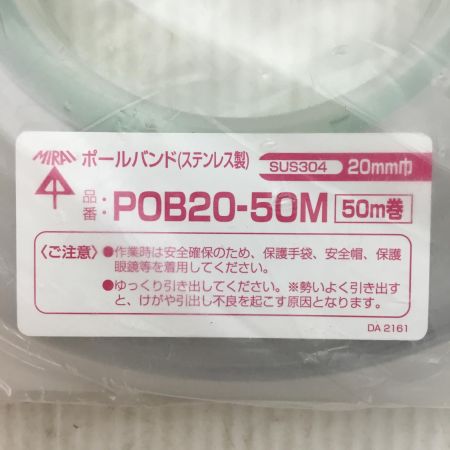 MIRAI ポールバンド(ステンレス製) SUS304 20mm巾
品番: POB20-50M 50m巻
〈ご注意〉 ●作業時は安全確保のため、保護手袋、安全帽、保護
眼鏡等を着用してください。
●ゆっくり引き出してください。※勢いよく引き出す
と、けがや引出し不良を起こす原因となります。
DA 2161